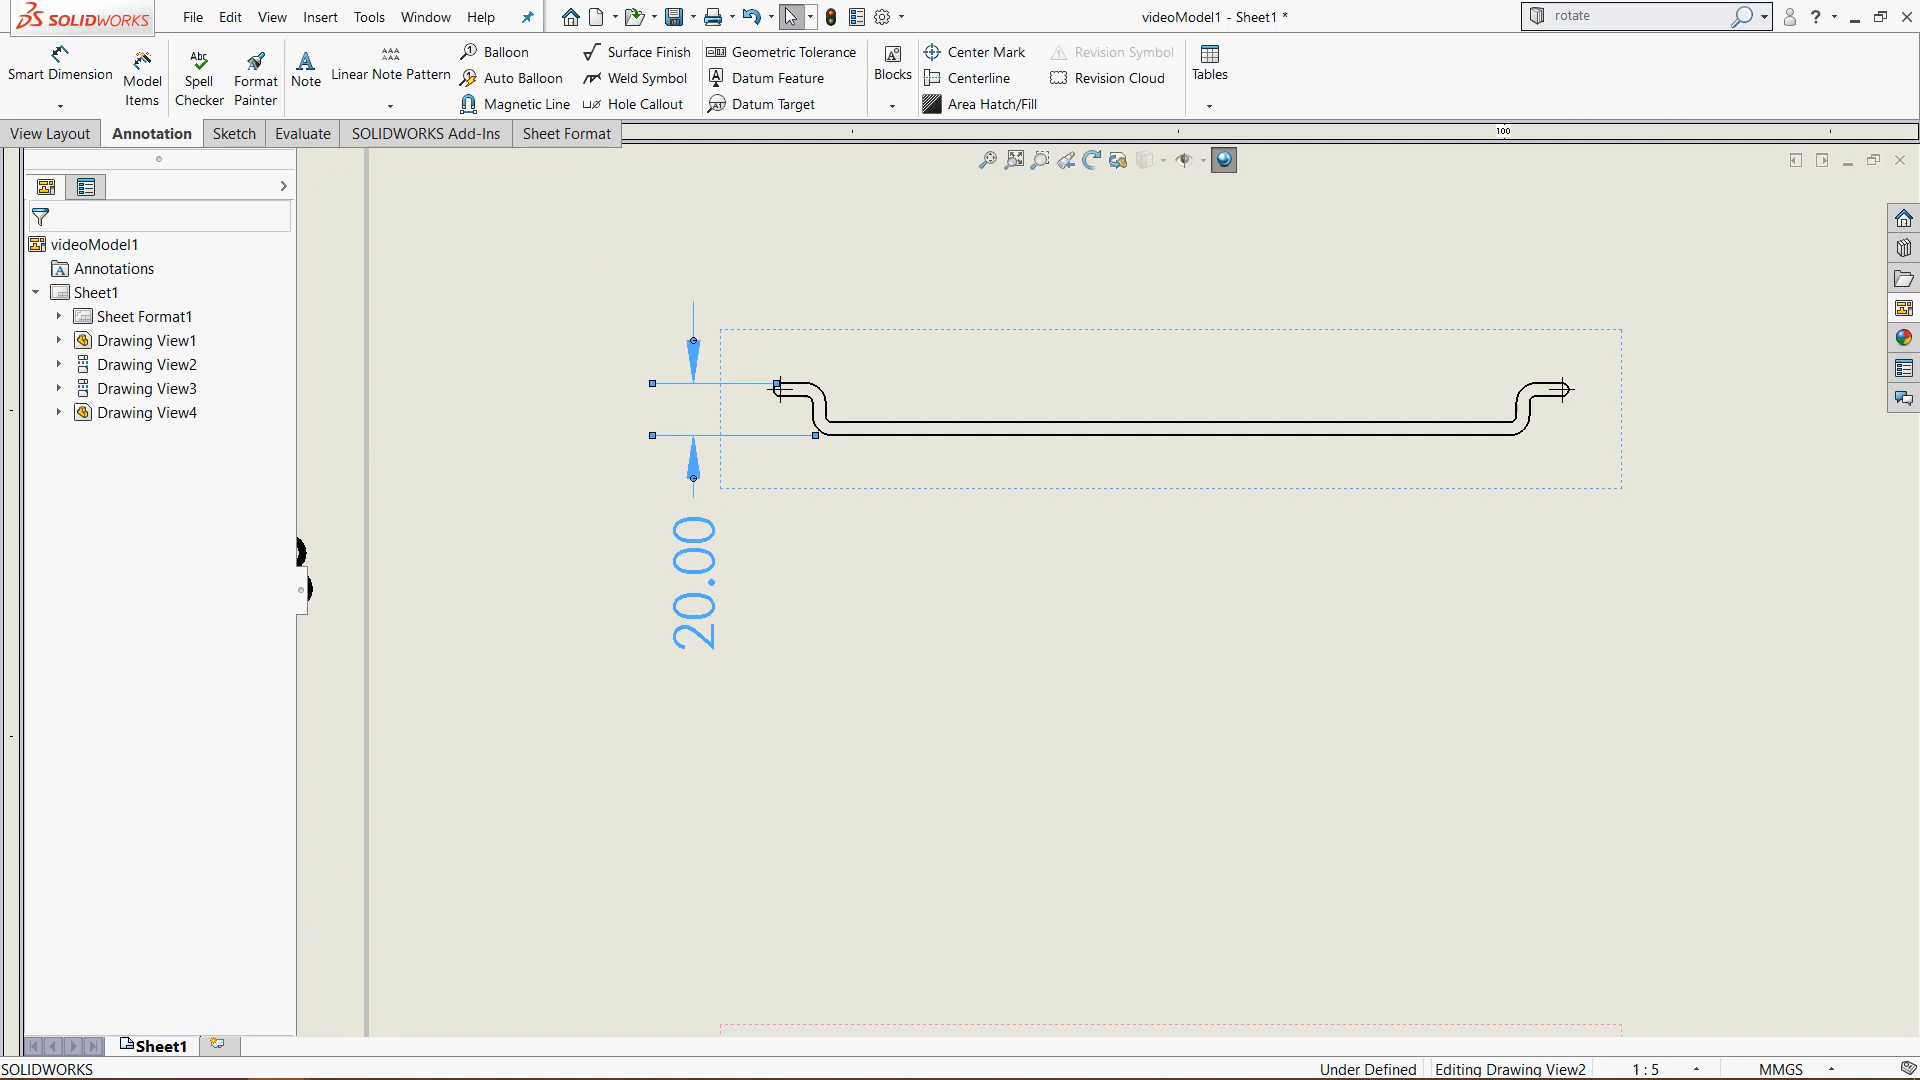 SOLIDWORKS File Edit View Insert Tools Window Help videoModel1 - Sheet1 * rotate
Smart Dimension
Model Items
Spell Checker
Format Painter
Note
Linear Note Pattern
Balloon
Auto Balloon
Magnetic Line
Surface Finish
Weld Symbol
Hole Callout
Geometric Tolerance
Datum Feature
Datum Target
Blocks
Center Mark
Centerline
Area Hatch/Fill
Revision Symbol
Revision Cloud
Tables
View Layout Annotation Sketch Evaluate SOLIDWORKS Add-Ins Sheet Format
100
videoModel1
Annotations
Sheet1
Sheet Format1
Drawing View1
Drawing View2
Drawing View3
Drawing View4
20.00
Sheet1
SOLIDWORKS Under Defined Editing Drawing View2 1 : 5 MMGS